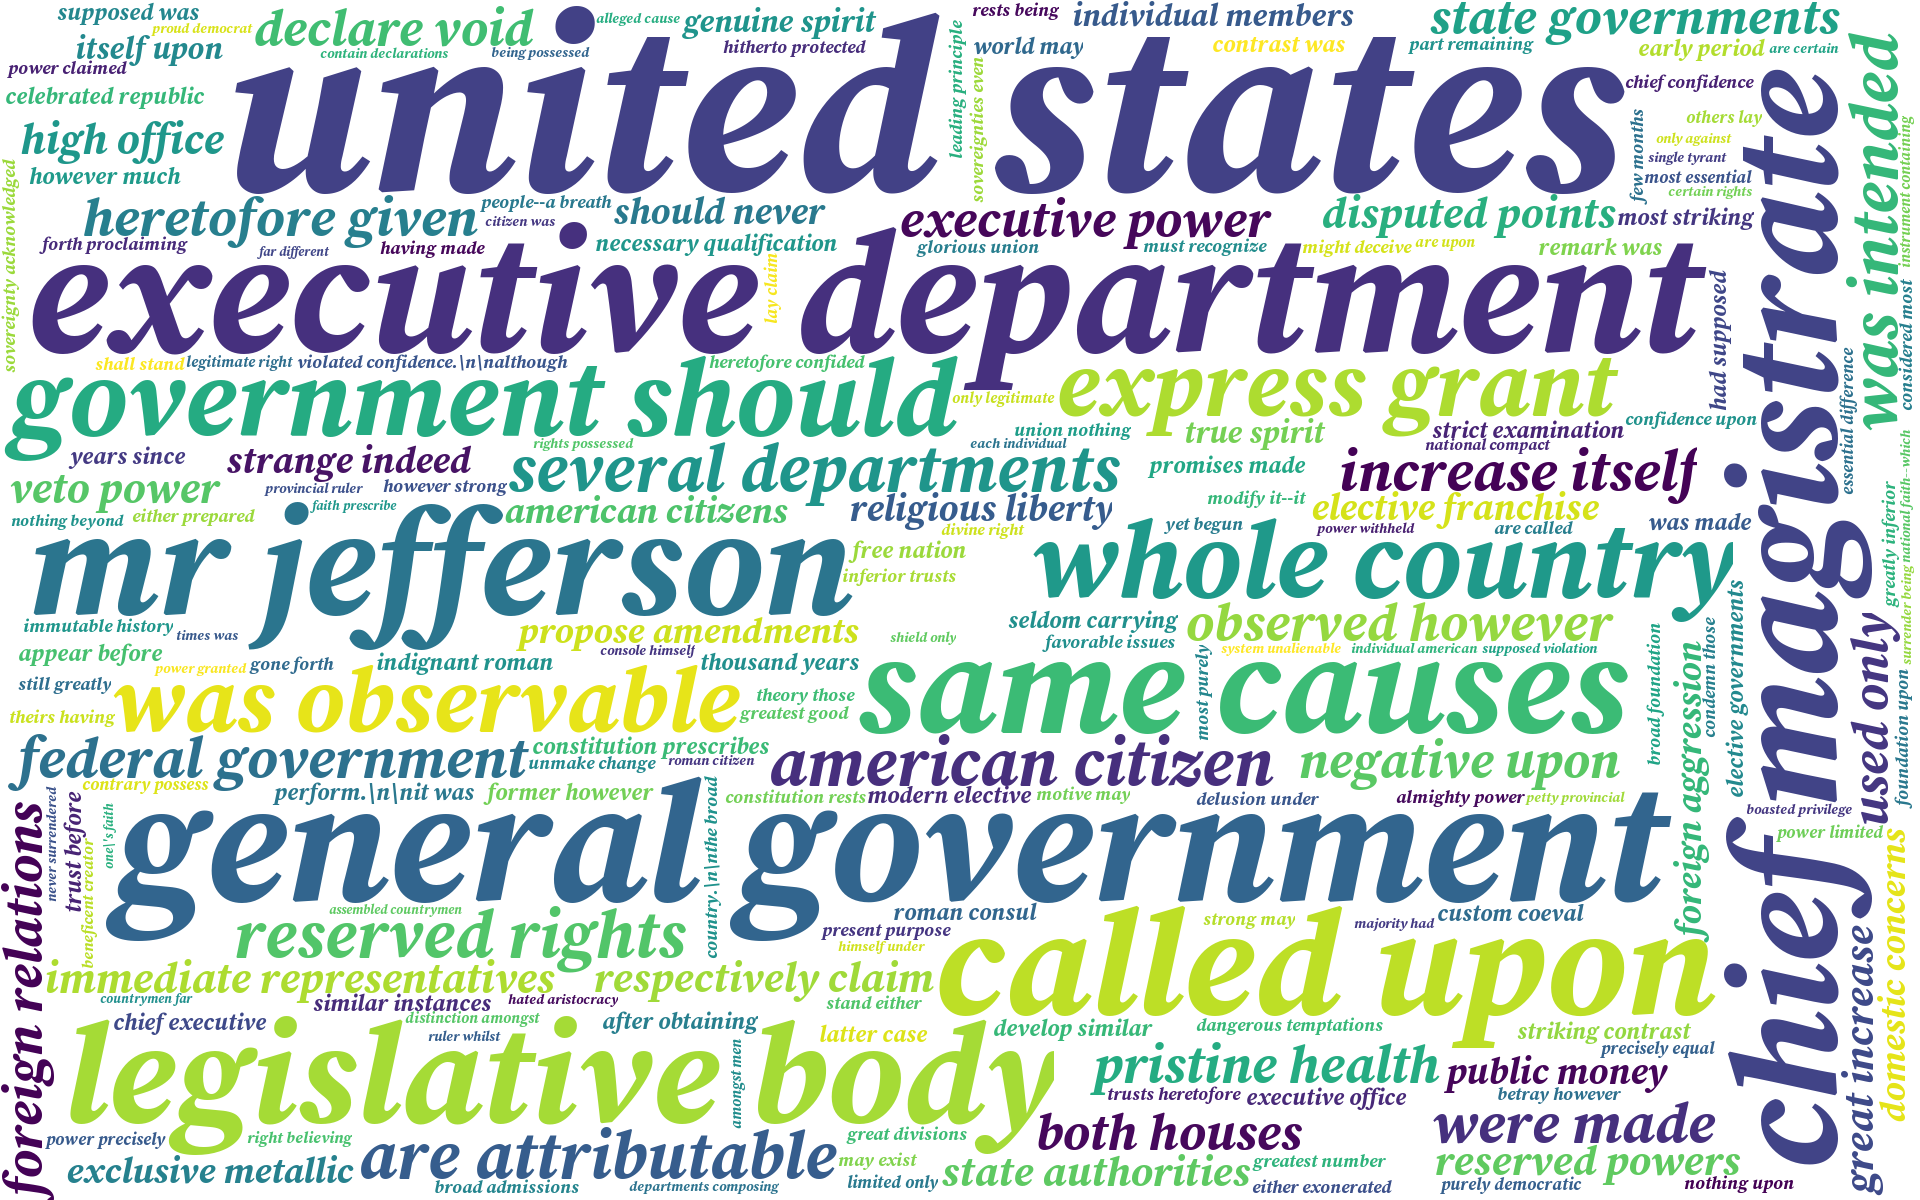 supposed was
proud democrat
declare void
alleged cause
genuine spirit
rests being
individual members
state governments
itself upon
contain declarations
being possessed
hitherto protected
world may
contrast was
part remaining
early period
are certain
power claimed
united states
leading principle
sovereignties even
chief confidence
was intended
celebrated republic
high office
however much
few months
others lay
only against
single tyrant
most essential
certain rights
instrument containing
sovereignty acknowledged
heretofore given
people--a breath
citizen was
should never
executive power
disputed points
most striking
forth proclaiming
far different
having made
necessary qualification
glorious union
must recognize
might deceive
are upon
remark was
executive department
lay claim
had supposed
chief magistrate
considered most
shall stand
legitimate right
violated confidence.\n\nalthough
heretofore confided
government should
only legitimate
express grant
essential difference
confidence upon
years since
strange indeed
rights possessed
several departments
each individual
union nothing
true spirit
strict examination
national compact
veto power
provincial ruler
however strong
promises made
increase itself
nothing beyond
either prepared
faith prescribe
american citizens
religious liberty
modify it--it
elective franchise
divine right
yet begun
power withheld
are called
was made
greatly inferior
surrender being
national faith--which
mr jefferson
free nation
inferior trusts
whole country
immutable history
times was
propose amendments
console himself
shield only
seldom carrying
favorable issues
observed however
system unalienable
individual american
supposed violation
elective governments
appear before
power granted
gone forth
indignant roman
thousand years
still greatly
was observable
theory those
greatest good
same causes
most purely
broad foundation
foreign aggression
condemn those
used only
foundation upon
theirs having
federal government
constitution prescribes
unmake change
roman citizen
american citizen
negative upon
contrary possess
perform.\n\nit was
former however
constitution rests
modern elective
motive may
delusion under
almighty power
petty provincial
boasted privilege
power limited
foreign relations
never surrendered
trust before
beneficent creator
one\'s faith
general government
country.\n\nthe broad
domestic concerns
assembled countrymen
reserved rights
roman consul
present purpose
himself under
strong may
majority had
custom coeval
called upon
immediate representatives
respectively claim
great increase
countrymen far
similar instances
hated aristocracy
stand either
chief executive
distinction amongst
ruler whilst
after obtaining
latter case
develop similar
dangerous temptations
striking contrast
precisely equal
legislative body
amongst men
pristine health
public money
trusts heretofore
executive office
betray however
power precisely
right believing
are attributable
great divisions
both houses
were made
exclusive metallic
broad admissions
departments composing
may exist
limited only
state authorities
greatest number
either exonerated
reserved powers
purely democratic
nothing upon